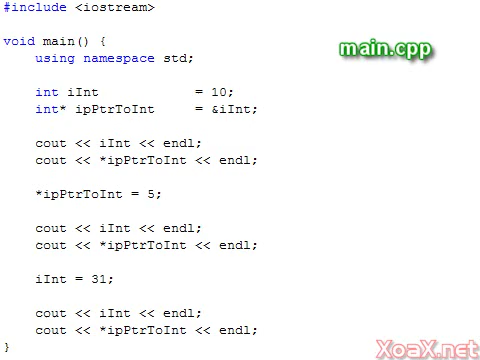 #include <iostream>
main.cpp
void main() {
    using namespace std;
    int iInt            = 10;
    int* ipPtrToInt     = &iInt;
    cout << iInt << endl;
    cout << *ipPtrToInt << endl;
    *ipPtrToInt = 5;
    cout << iInt << endl;
    cout << *ipPtrToInt << endl;
    iInt = 31;
    cout << iInt << endl;
    cout << *ipPtrToInt << endl;
}
XoaX.net